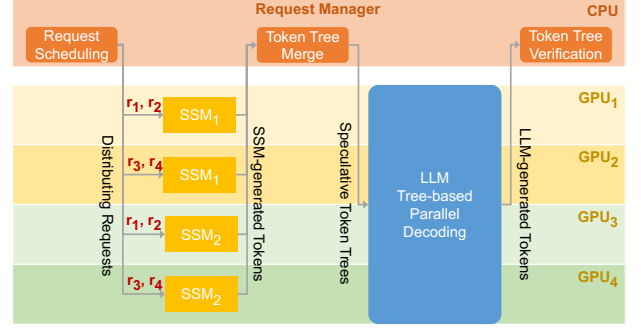 Request Manager
CPU
Request
Scheduling
Token Tree
Merge
Token Tree
Verification
GPU1
r1, r2
SSM1
GPU2
r3, r4
SSM1
GPU3
r1, r2
SSM2
GPU4
r3, r4
SSM2
Distributing Requests
SSM-generated Tokens
Speculative Token Trees
LLM
Tree-based
Parallel
Decoding
LLM-generated Tokens